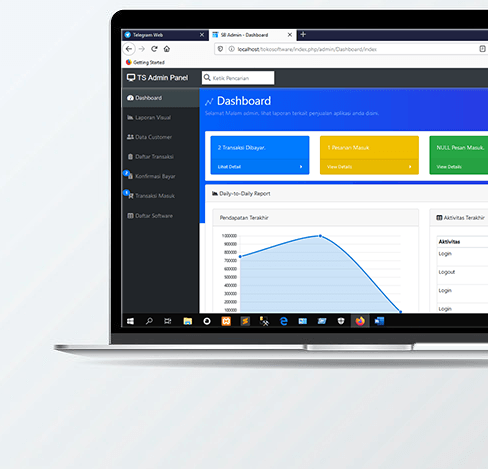 Telegram Web
SB Admin - Dashboard
localhost/tokosoftware/index.php/admin/Dashboard/index
Getting Started
TS Admin Panel
Ketik Pencarian
Dashboard
Laporan Visual
Data Customer
Daftar Transaksi
Konfirmasi Bayar
Transaksi Masuk
Daftar Software
Dashboard
Selamat Malam admin, lihat laporan terkait penjualan aplikasi anda disini.
2 Transaksi Dibayar.
Lihat Detail
1 Pesanan Masuk
View Details
NULL Pesan Masuk.
View Details
Daily-to-Daily Report
Pendapatan Terakhir
1000000
900000
800000
700000
600000
500000
400000
300000
200000
100000
Aktivitas Terakhir
Aktivitas
Login
Logout
Login
Login